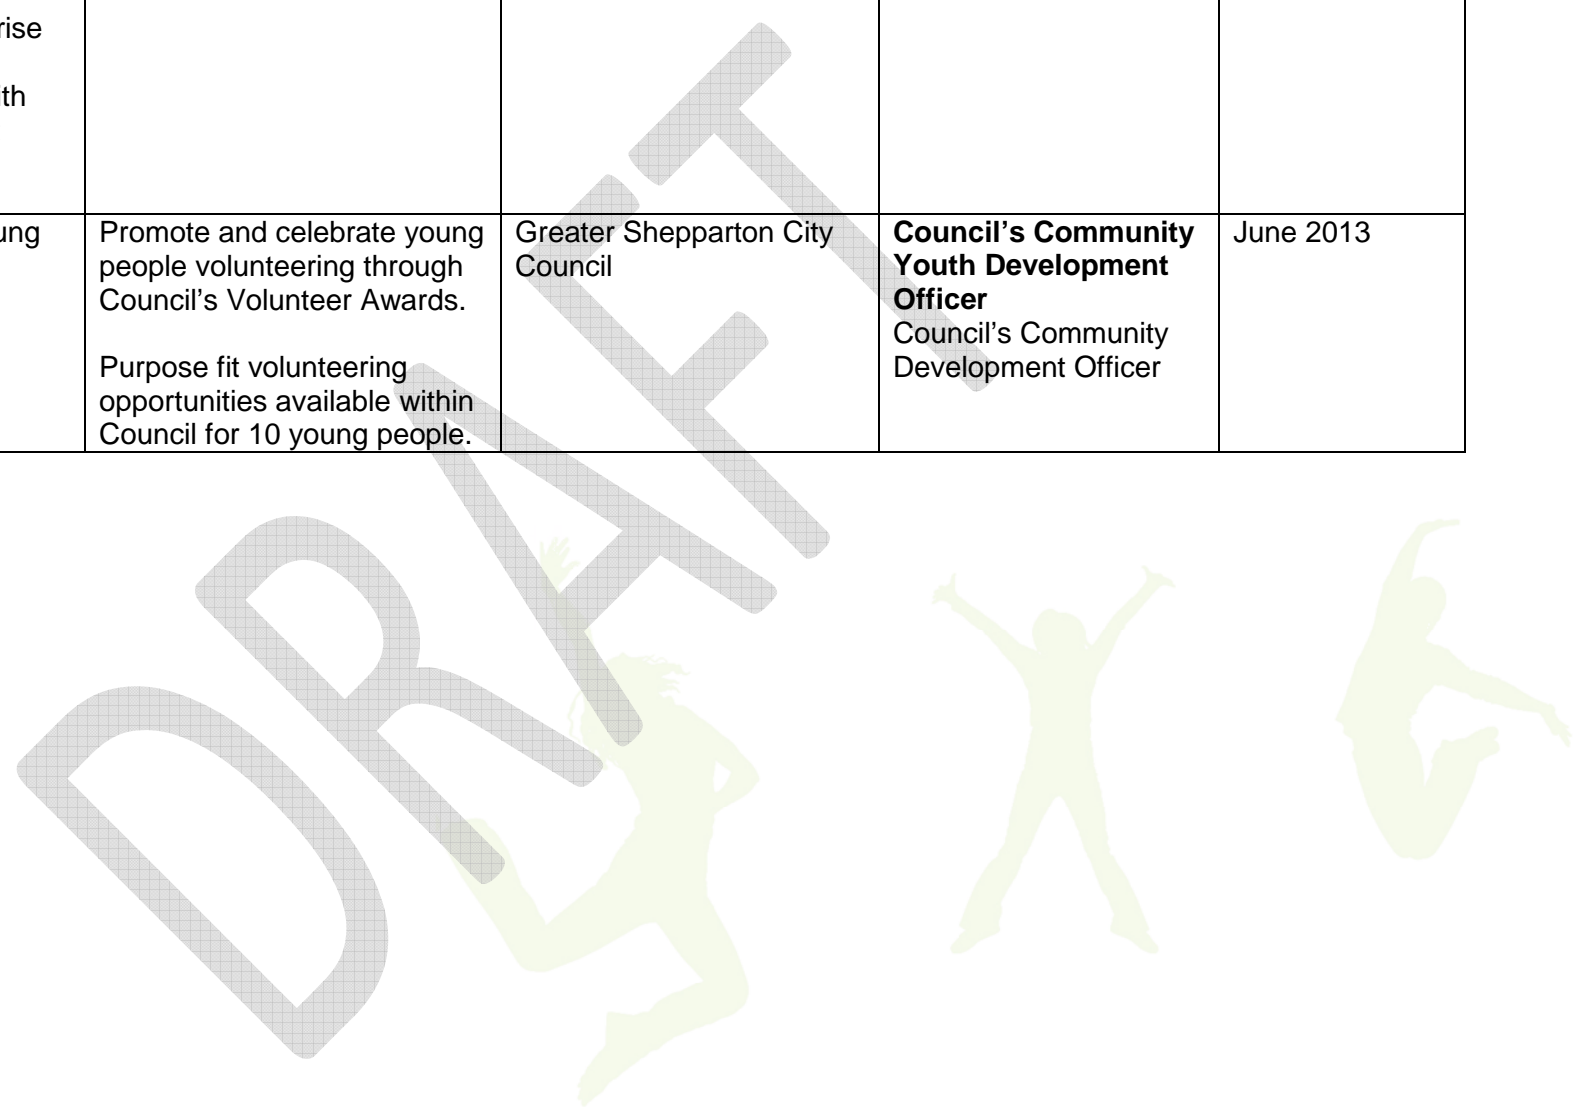 rise
ith
ung
Promote and celebrate young
people volunteering through
Council’s Volunteer Awards.
Purpose fit volunteering
opportunities available within
Council for 10 young people.
Greater Shepparton City
Council
Council’s Community
Youth Development
Officer
Council’s Community
Development Officer
June 2013
DRAFT